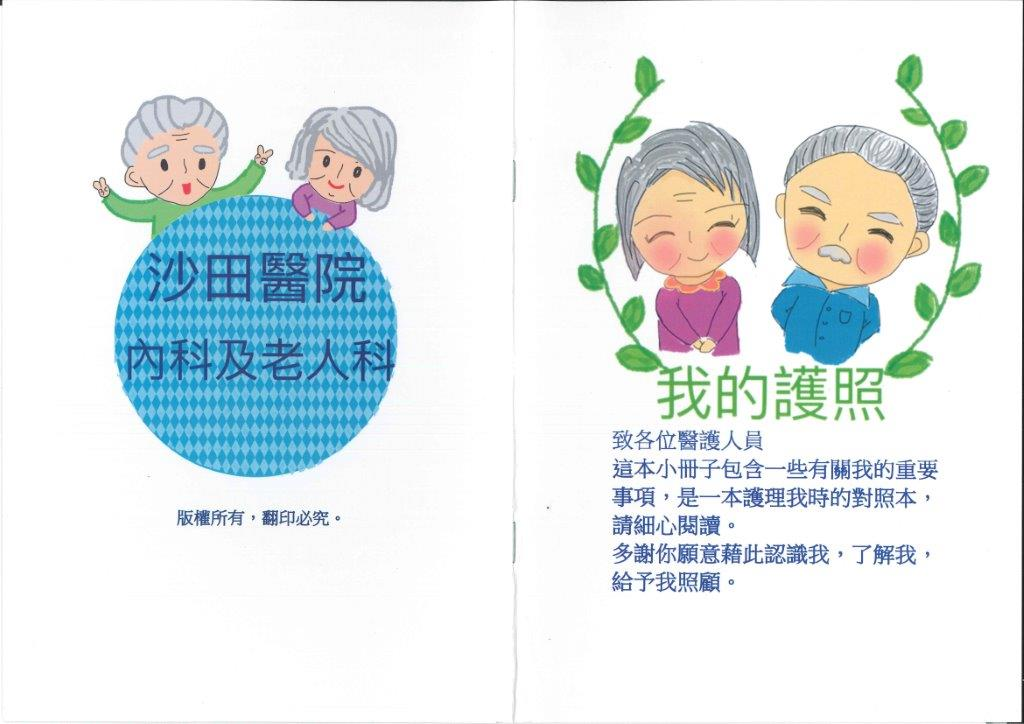 沙田醫院
內科及老人科
版權所有，翻印必究。
我的護照
致各位醫護人員
這本小冊子包含一些有關我的重要
事項，是一本護理我時的對照本，
請細心閱讀。
多謝你願意藉此認識我，了解我，
給予我照顧。